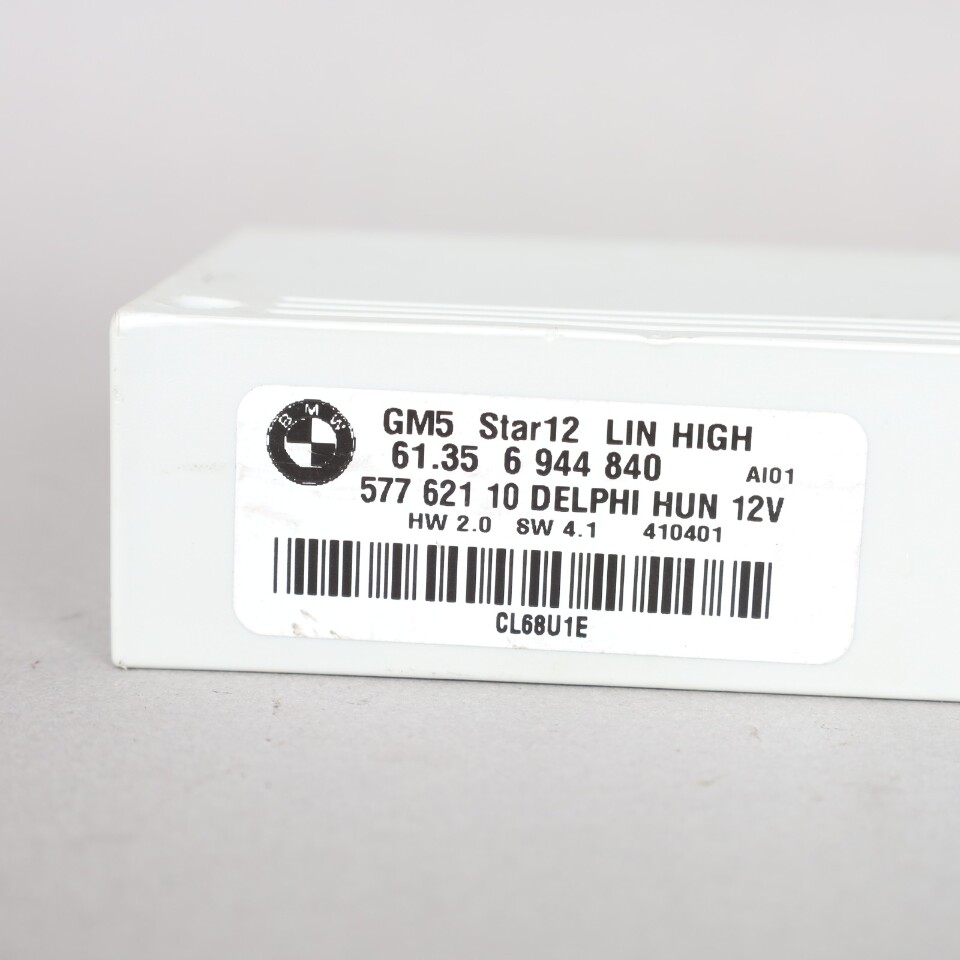 BMW
GM5 Star12 LIN HIGH
61.35 6 944 840 AI01
577 621 10 DELPHI HUN 12V
HW 2.0 SW 4.1 410401
CL68U1E